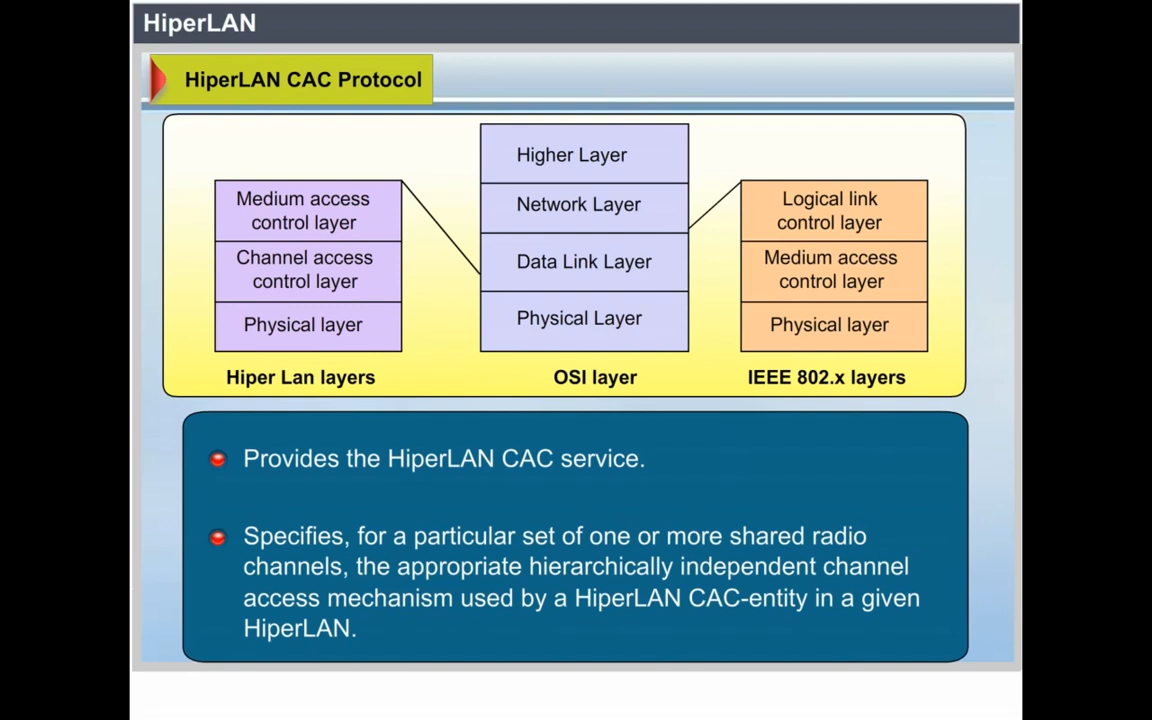 HiperLAN
HiperLAN CAC Protocol
Medium access
control layer
Channel access
control layer
Physical layer
Hiper Lan layers
Higher Layer
Network Layer
Data Link Layer
Physical Layer
OSI layer
Logical link
control layer
Medium access
control layer
Physical layer
IEEE 802.x layers
Provides the HiperLAN CAC service.
Specifies, for a particular set of one or more shared radio
channels, the appropriate hierarchically independent channel
access mechanism used by a HiperLAN CAC-entity in a given
HiperLAN.